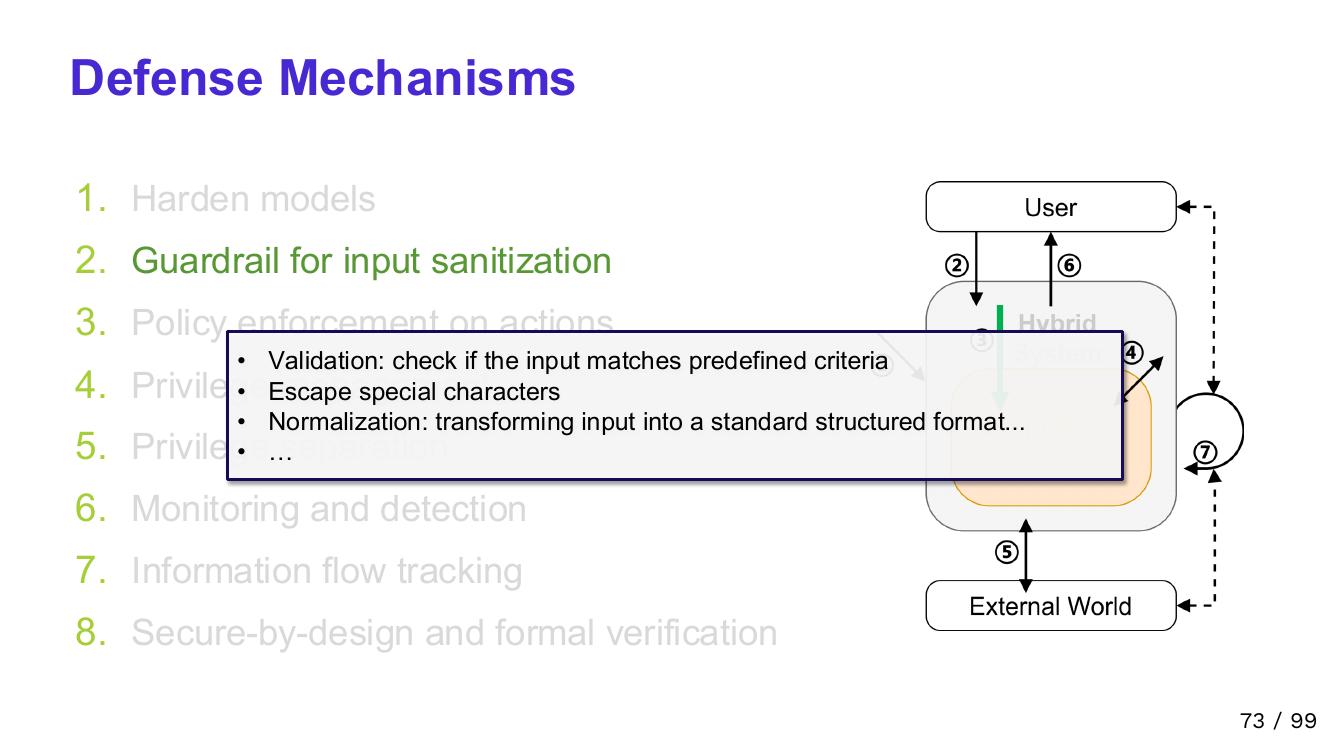 Defense Mechanisms
1. Harden models
2. Guardrail for input sanitization
3. Policy enforcement on actions
4. Privile
5. Privilege separation
6. Monitoring and detection
7. Information flow tracking
8. Secure-by-design and formal verification
• Validation: check if the input matches predefined criteria
• Escape special characters
• Normalization: transforming input into a standard structured format...
• …
User
② ⑥
Hybrid
System
③
④
⑦
⑤
External World
73 / 99